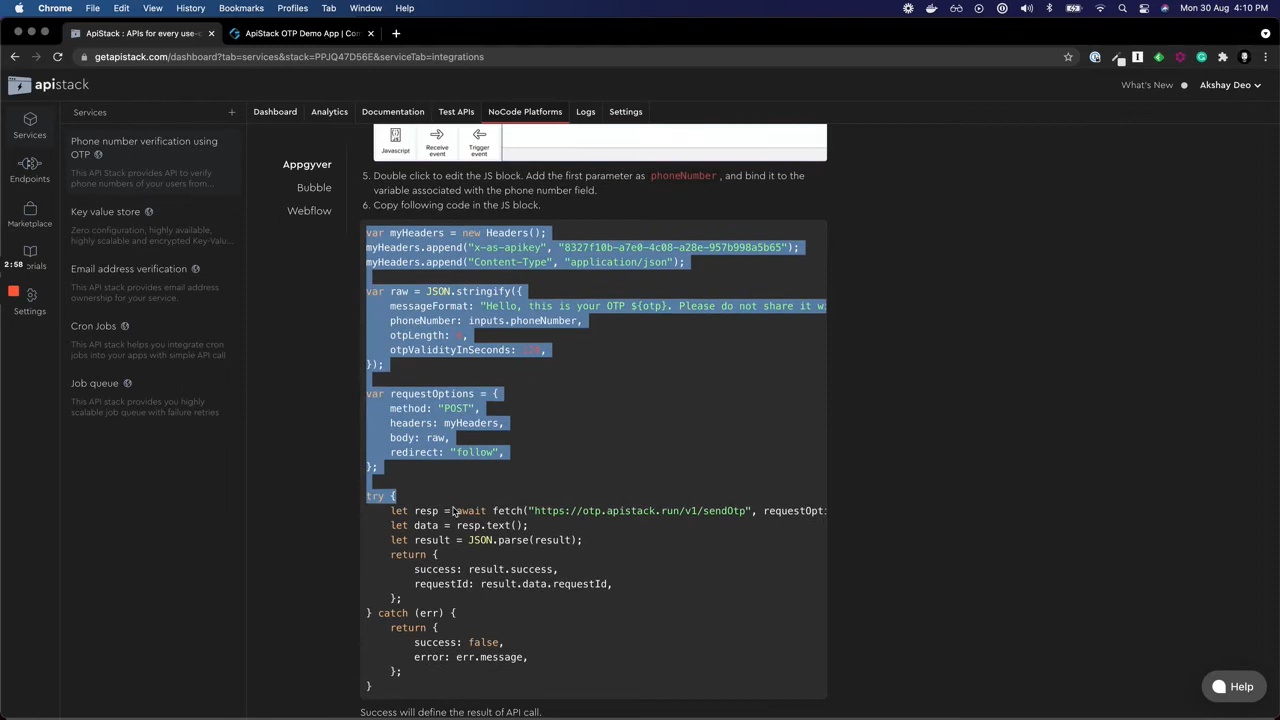 Chrome File Edit View History Bookmarks Profiles Tab Window Help Mon 30 Aug 4:10 PM
ApiStack : APIs for every use-c ApiStack OTP Demo App | Com
getapistack.com/dashboard?tab=services&stack=PPJQ47D56E&serviceTab=integrations
apistack What's New Akshay Deo
Services + Dashboard Analytics Documentation Test APIs NoCode Platforms Logs Settings
Services
Endpoints
Marketplace
orials
2:58
Settings
Phone number verification using
OTP
This API Stack provides API to verify
phone numbers of your users from...
Key value store
Zero configuration, highly available,
highly scalable and encrypted Key-Valu...
Email address verification
This API stack provides email address
ownership for your service.
Cron Jobs
This API stack helps you integrate cron
jobs into your apps with simple API call
Job queue
This API stack provides you highly
scalable job queue with failure retries
Appgyver
Bubble
Webflow
Javascript Receive event Trigger event
5. Double click to edit the JS block. Add the first parameter as phoneNumber , and bind it to the
variable associated with the phone number field.
6. Copy following code in the JS block.
var myHeaders = new Headers();
myHeaders.append("x-as-apikey", "8327f10b-a7e0-4c08-a28e-957b998a5b65");
myHeaders.append("Content-Type", "application/json");
var raw = JSON.stringify({
messageFormat: "Hello, this is your OTP ${otp}. Please do not share it wi
phoneNumber: inputs.phoneNumber,
otpLength: ,
otpValidityInSeconds: ,
});
var requestOptions = {
method: "POST",
headers: myHeaders,
body: raw,
redirect: "follow",
};
try {
let resp = await fetch("https://otp.apistack.run/v1/sendOtp", requestOpti
let data = resp.text();
let result = JSON.parse(result);
return {
success: result.success,
requestId: result.data.requestId,
};
} catch (err) {
return {
success: false,
error: err.message,
};
}
Success will define the result of API call.
Help